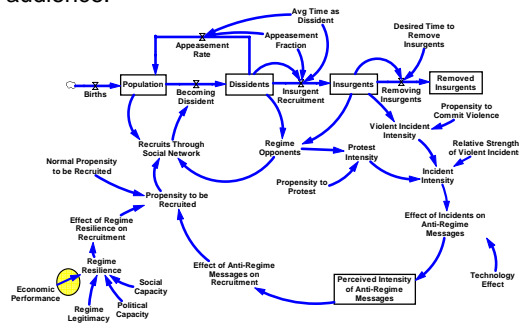 audience.
Avg Time as
Dissident
Appeasement
Fraction
Desired Time to
Remove
Insurgents
Appeasement
Rate
Population
Dissidents
Insurgents
Removed
Insurgents
Births
Becoming
Dissident
Insurgent
Recruitment
Removing
Insurgents
Propensity to
Commit Violence
Violent Incident
Intensity
Recruits Through
Social Network
Regime
Opponents
Protest
Intensity
Relative Strength
of Violent Incident
Normal Propensity
to be Recruited
Incident
Intensity
Propensity to be
Recruited
Propensity to
Protest
Effect of Regime
Resilience on
Recruitment
Effect of Incidents on
Anti-Regime
Messages
Regime
Resilience
Effect of Anti-Regime
Messages on
Recruitment
Economic
Performance
Social
Capacity
Political
Capacity
Regime
Legitimacy
Perceived Intensity
of Anti-Regime
Messages
Technology
Effect